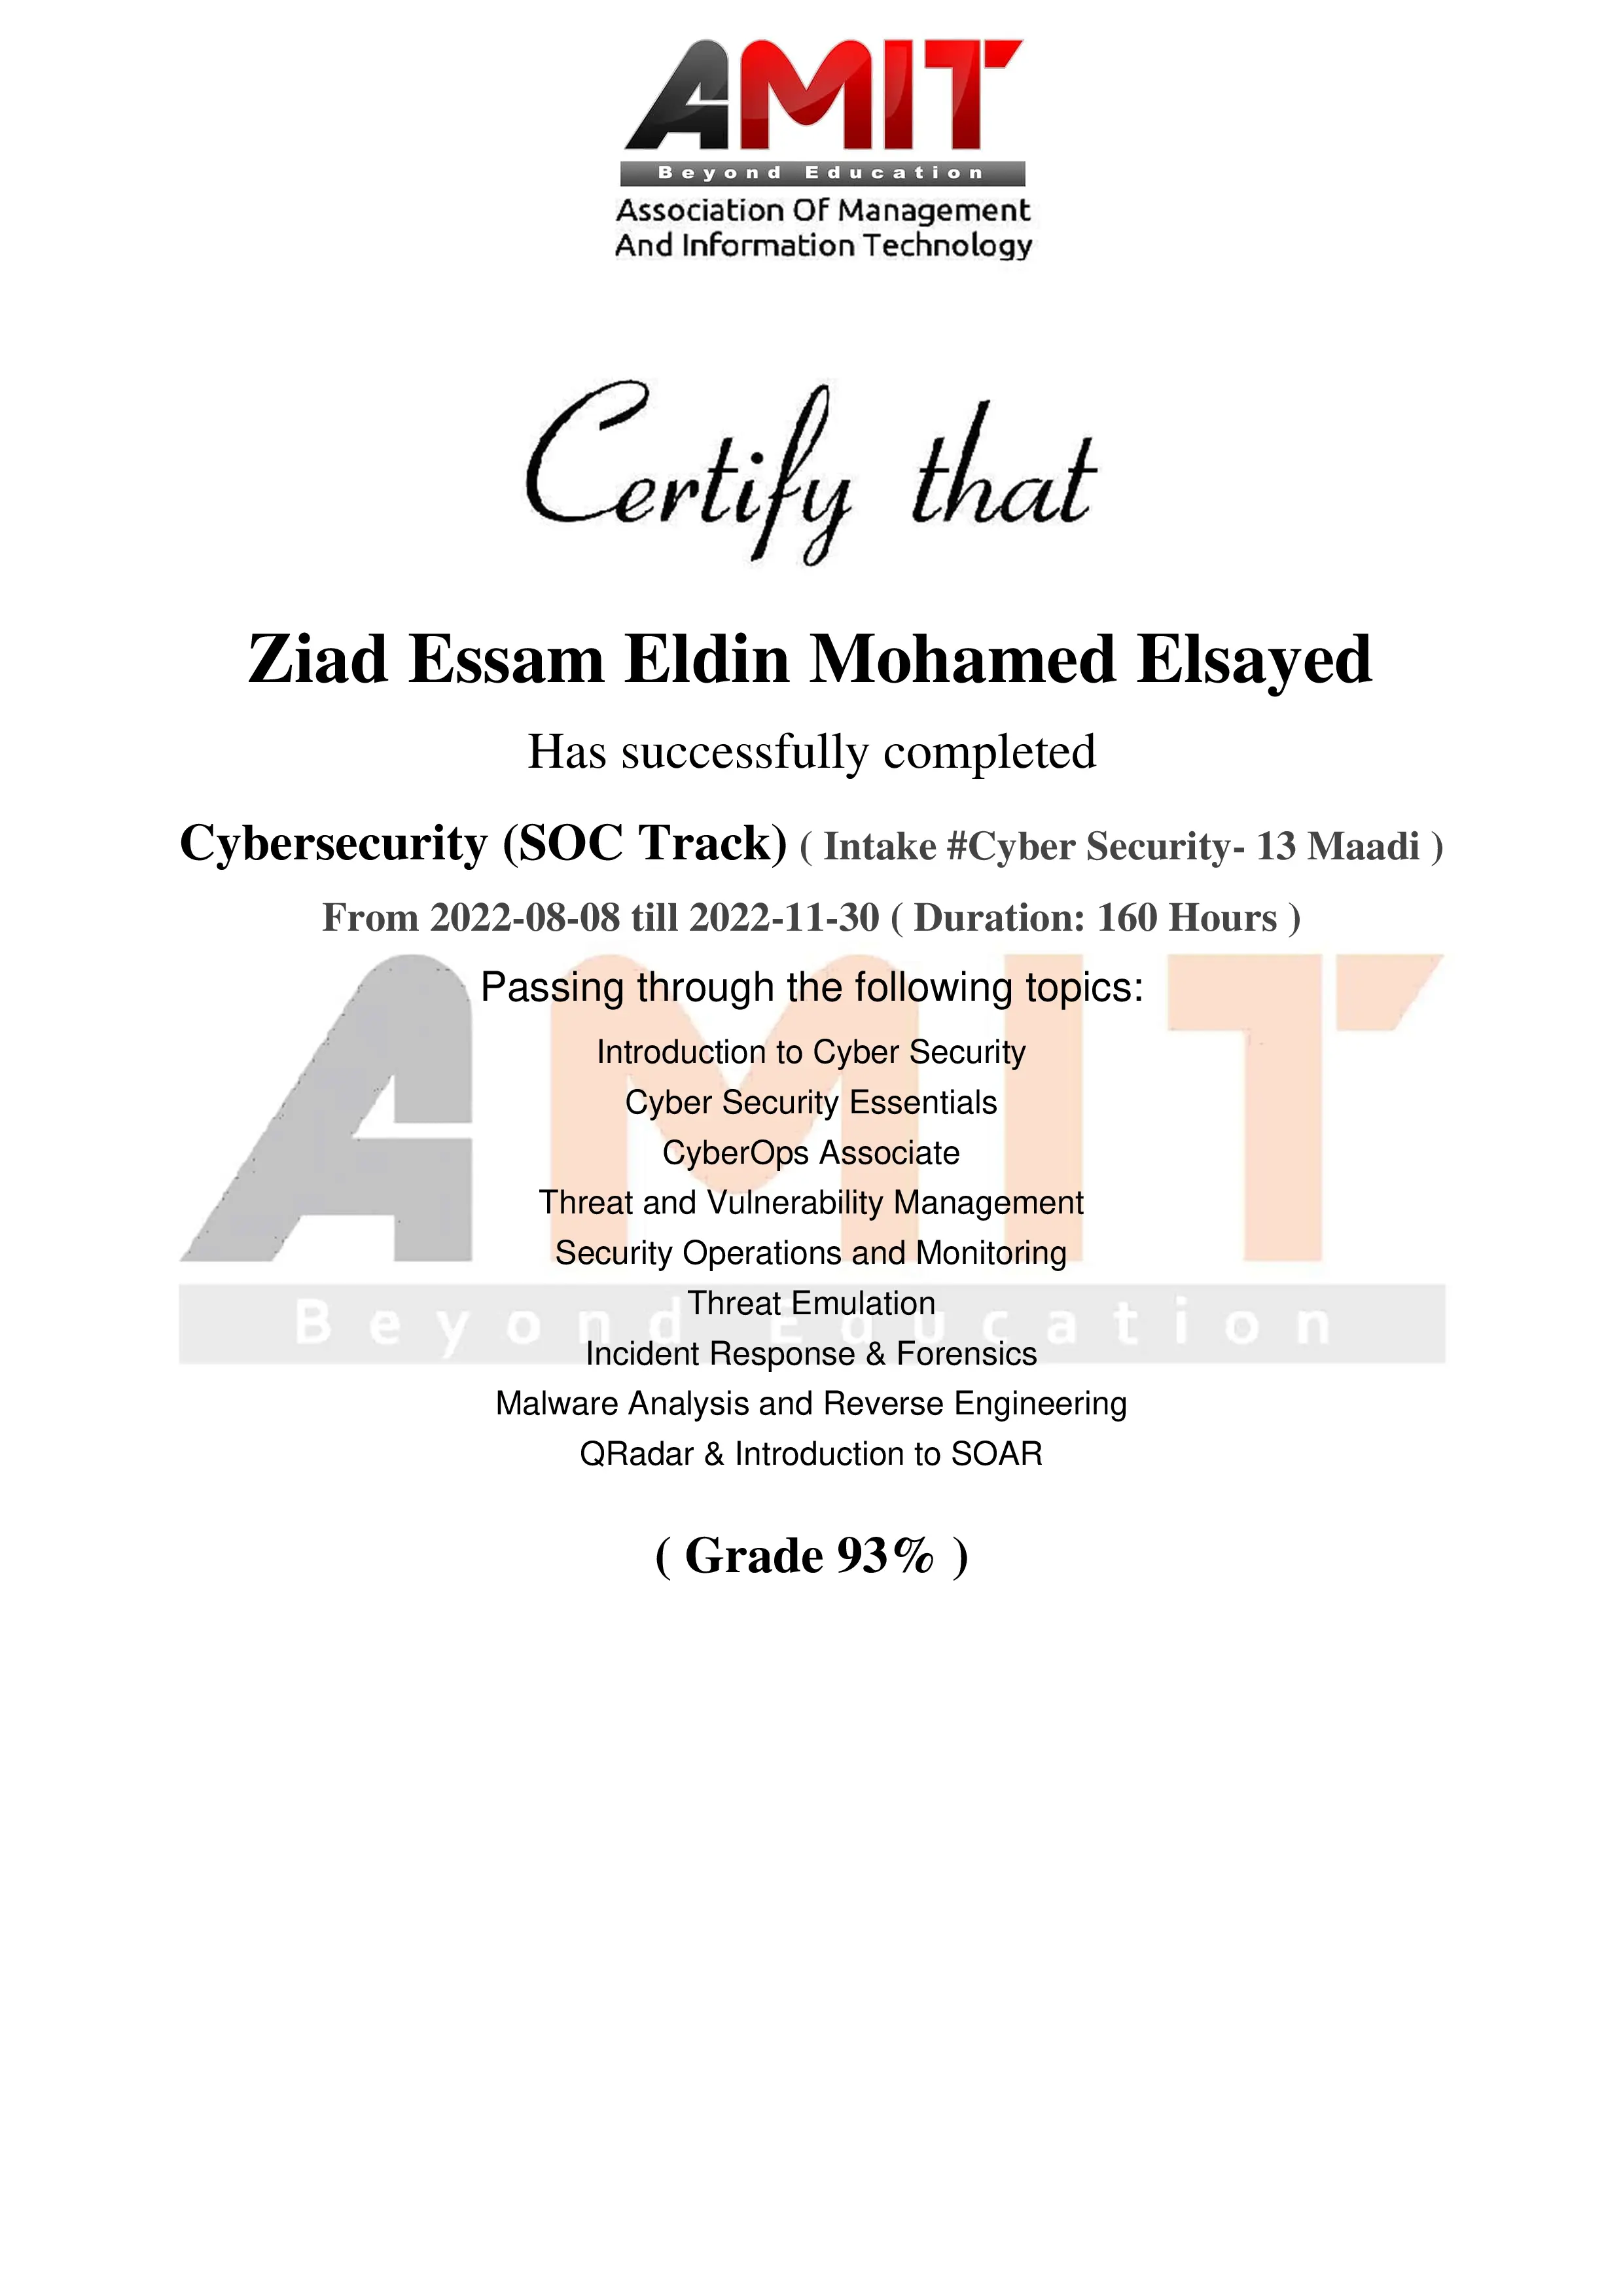 AMIT
Beyond Education
Association Of Management
And Information Technology
Certify that
Ziad Essam Eldin Mohamed Elsayed
Has successfully completed
Cybersecurity (SOC Track) ( Intake #Cyber Security- 13 Maadi )
From 2022-08-08 till 2022-11-30 ( Duration: 160 Hours )
AMIT
Passing through the following topics:
Introduction to Cyber Security
Cyber Security Essentials
CyberOps Associate
Threat and Vulnerability Management
Security Operations and Monitoring
Threat Emulation
Beyond Education
Incident Response & Forensics
Malware Analysis and Reverse Engineering
QRadar & Introduction to SOAR
( Grade 93% )